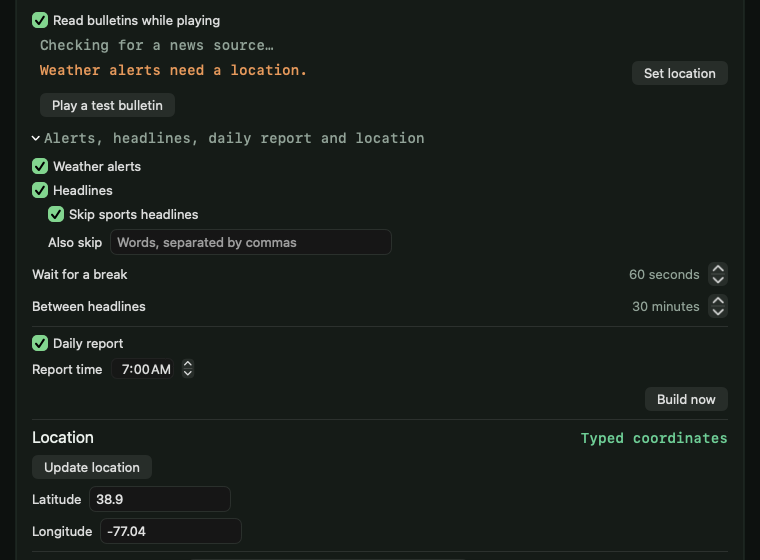 Read bulletins while playing
Checking for a news source…
Weather alerts need a location.
Set location
Play a test bulletin
Alerts, headlines, daily report and location
Weather alerts
Headlines
Skip sports headlines
Also skip Words, separated by commas
Wait for a break 60 seconds
Between headlines 30 minutes
Daily report
Report time 7:00 AM
Build now
Location Typed coordinates
Update location
Latitude 38.9
Longitude -77.04